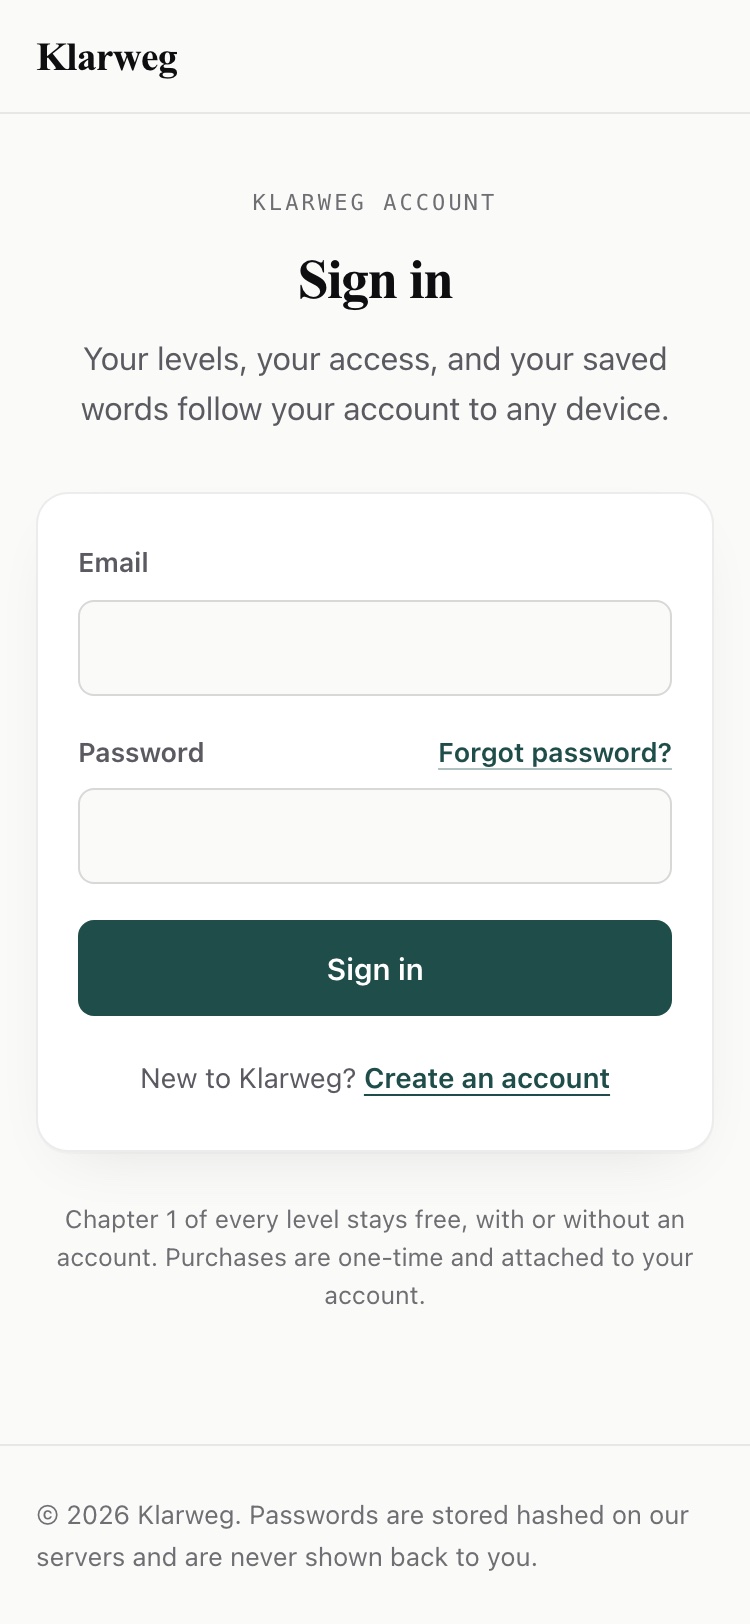 Klarweg
KLARWEG ACCOUNT
Sign in
Your levels, your access, and your saved
words follow your account to any device.
Email
Password
Forgot password?
Sign in
New to Klarweg? Create an account
Chapter 1 of every level stays free, with or without an
account. Purchases are one-time and attached to your
account.
© 2026 Klarweg. Passwords are stored hashed on our
servers and are never shown back to you.